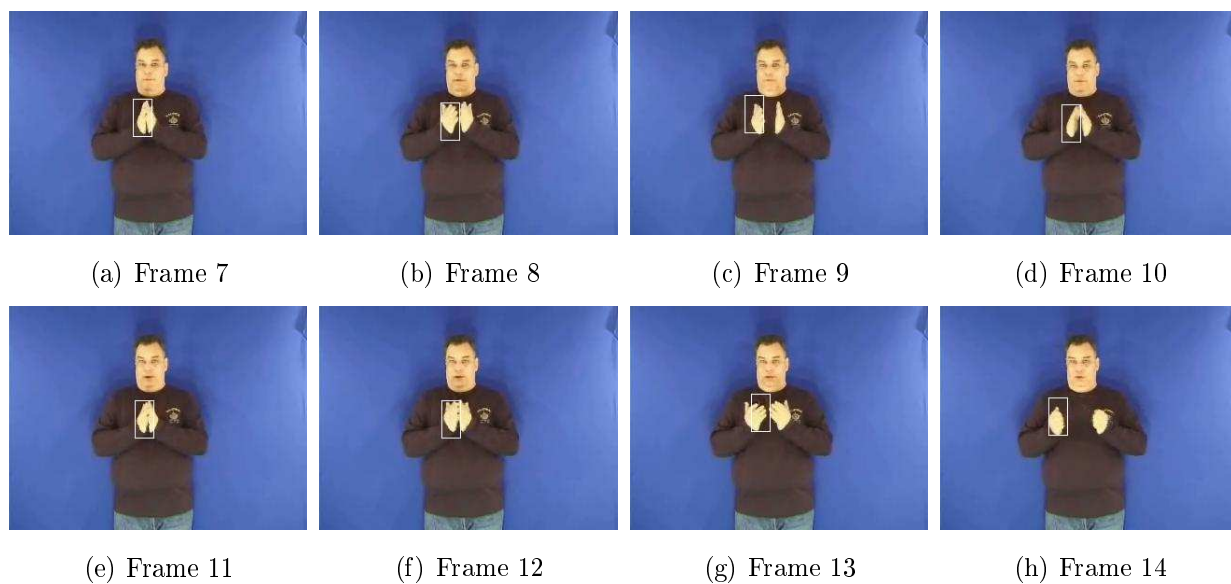 (a) Frame 7
(b) Frame 8
(c) Frame 9
(d) Frame 10
(e) Frame 11
(f) Frame 12
(g) Frame 13
(h) Frame 14